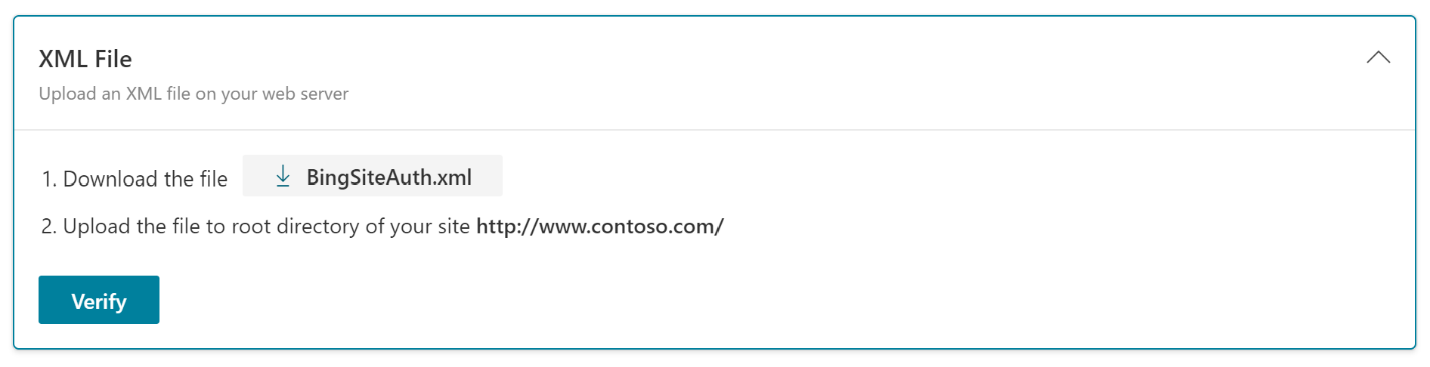 XML File
Upload an XML file on your web server
1. Download the file BingSiteAuth.xml
2. Upload the file to root directory of your site http://www.contoso.com/
Verify